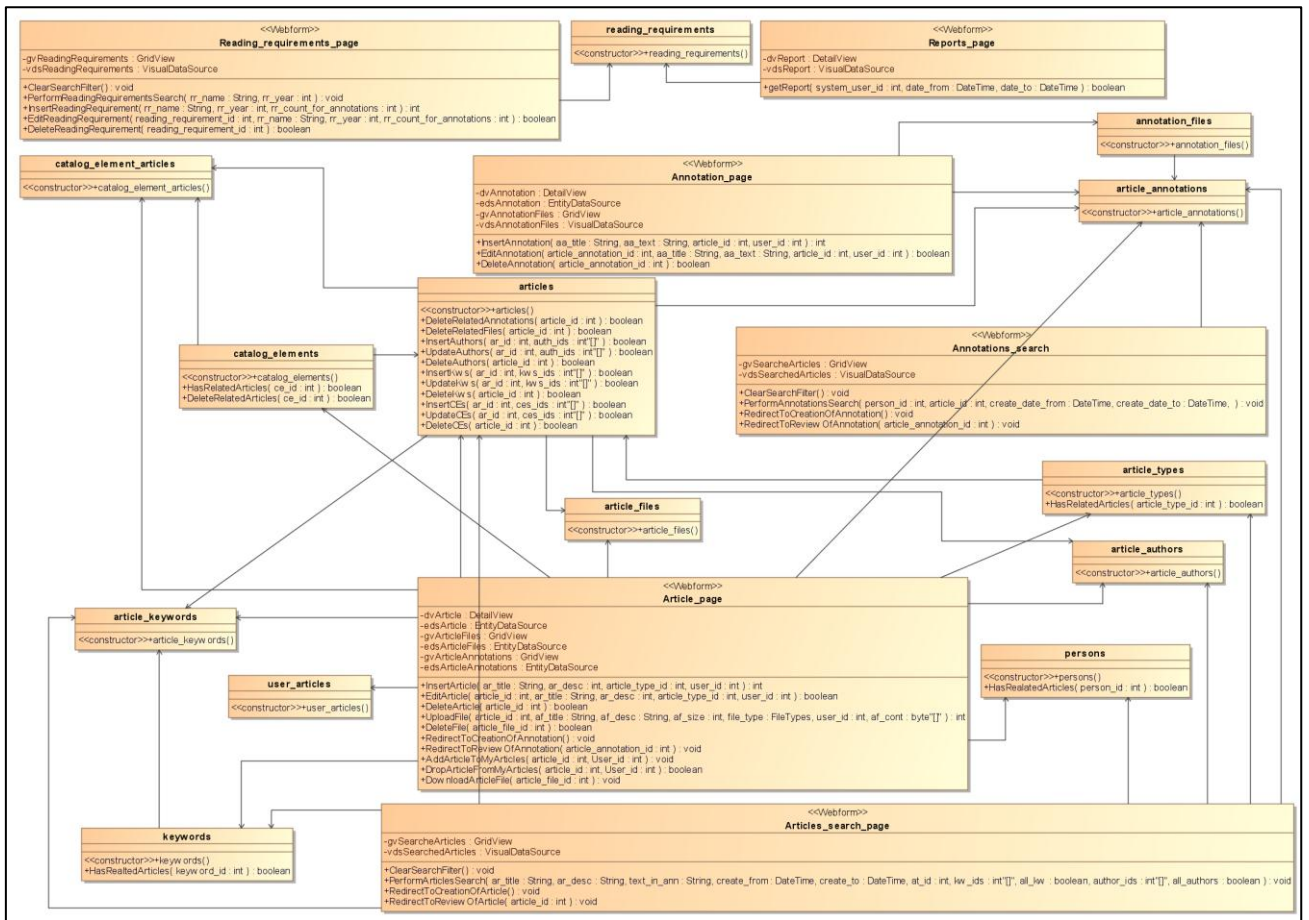 <<Webform>>
Reading_requirements_page
-gvReadingRequirements : GridView
-vdsReadingRequirements : VisualDataSource
+ClearSearchFilter() : void
+PerformReadingRequirementsSearch( rr_name : String, rr_year : int ) : void
+InsertReadingRequirement( rr_name : String, rr_year : int, rr_count_for_annotations : int ) : int
+EditReadingRequirement( reading_requirement_id : int, rr_name : String, rr_year : int, rr_count_for_annotations : int ) : boolean
+DeleteReadingRequirement( reading_requirement_id : int ) : boolean
reading_requirements
<<constructor>>+reading_requirements()
<<Webform>>
Reports_page
-dvReport : DetailView
-vdsReport : VisualDataSource
+getReport( system_user_id : int, date_from : DateTime, date_to : DateTime ) : boolean
annotation_files
<<constructor>>+annotation_files()
catalog_element_articles
<<constructor>>+catalog_element_articles()
<<Webform>>
Annotation_page
-dvAnnotation : DetailView
-edsAnnotation : EntityDataSource
-gvAnnotationFiles : GridView
-vdsAnnotationFiles : VisualDataSource
+InsertAnnotation( aa_title : String, aa_text : String, article_id : int, user_id : int ) : int
+EditAnnotation( article_annotation_id : int, aa_title : String, aa_text : String, article_id : int, user_id : int ) : boolean
+DeleteAnnotation( article_annotation_id : int ) : boolean
article_annotations
<<constructor>>+article_annotations()
articles
<<constructor>>+articles()
+DeleteRelatedAnnotations( article_id : int ) : boolean
+DeleteRelatedFiles( article_id : int ) : boolean
+InsertAuthors( ar_id : int, auth_ids : int"[]" ) : boolean
+UpdateAuthors( ar_id : int, auth_ids : int"[]" ) : boolean
+DeleteAuthors( article_id : int ) : boolean
+InsertKws( ar_id : int, kws_ids : int"[]" ) : boolean
+UpdateKws( ar_id : int, kws_ids : int"[]" ) : boolean
+DeleteKws( article_id : int ) : boolean
+InsertCEs( ar_id : int, ces_ids : int"[]" ) : boolean
+UpdateCEs( ar_id : int, ces_ids : int"[]" ) : boolean
+DeleteCEs( article_id : int ) : boolean
catalog_elements
<<constructor>>+catalog_elements()
+HasRelatedArticles( ce_id : int ) : boolean
+DeleteRelatedArticles( ce_id : int ) : boolean
<<Webform>>
Annotations_search
-gvSearcheArticles : GridView
-vdsSearchedArticles : VisualDataSource
+ClearSearchFilter() : void
+PerformAnnotationsSearch( person_id : int, article_id : int, create_date_from : DateTime, create_date_to : DateTime, ) : void
+RedirectToCreationOfAnnotation() : void
+RedirectToReviewOfAnnotation( article_annotation_id : int ) : void
article_types
<<constructor>>+article_types()
+HasRelatedArticles( article_type_id : int ) : boolean
article_files
<<constructor>>+article_files()
article_authors
<<constructor>>+article_authors()
<<Webform>>
Article_page
-dvArticle : DetailView
-edsArticle : EntityDataSource
-gvArticleFiles : GridView
-edsArticleFiles : EntityDataSource
-gvArticleAnnotations : GridView
-edsArticleAnnotations : EntityDataSource
+InsertArticle( ar_title : String, ar_desc : int, article_type_id : int, user_id : int ) : int
+EditArticle( article_id : int, ar_title : String, ar_desc : int, article_type_id : int, user_id : int ) : boolean
+DeleteArticle( article_id : int ) : boolean
+UploadFile( article_id : int, af_title : String, af_desc : String, af_size : int, file_type : FileTypes, user_id : int, af_cont : byte"[]" ) : int
+DeleteFile( article_file_id : int ) : boolean
+RedirectToCreationOfAnnotation() : void
+RedirectToReviewOfAnnotation( article_annotation_id : int ) : void
+AddArticleToMyArticles( article_id : int, User_id : int ) : void
+DropArticleFromMyArticles( article_id : int, User_id : int ) : boolean
+DownloadArticleFile( article_file_id : int ) : void
article_keywords
<<constructor>>+article_keywords()
user_articles
<<constructor>>+user_articles()
persons
<<constructor>>+persons()
+HasRealatedArticles( person_id : int ) : boolean
keywords
<<constructor>>+keywords()
+HasRealtedArticles( keyword_id : int ) : boolean
<<Webform>>
Articles_search_page
-gvSearcheArticles : GridView
-vdsSearchedArticles : VisualDataSource
+ClearSearchFilter() : void
+PerformArticlesSearch( ar_title : String, ar_desc : String, text_in_ann : String, create_from : DateTime, create_to : DateTime, at_id : int, kw_ids : int"[]", all_kw : boolean, author_ids : int"[]", all_authors : boolean ) : void
+RedirectToCreationOfArticle() : void
+RedirectToReviewOfArticle( article_id : int ) : void